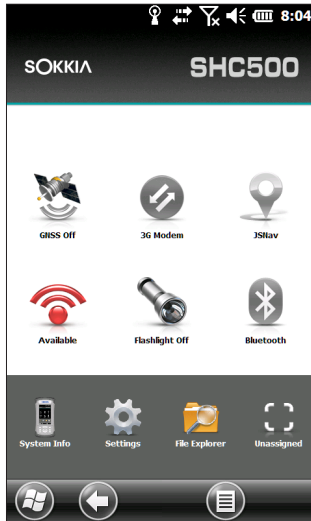 8:04
SOKKIA SHC500
GNSS Off 3G Modem JSNav
Available Flashlight Off Bluetooth
System Info Settings File Explorer Unassigned